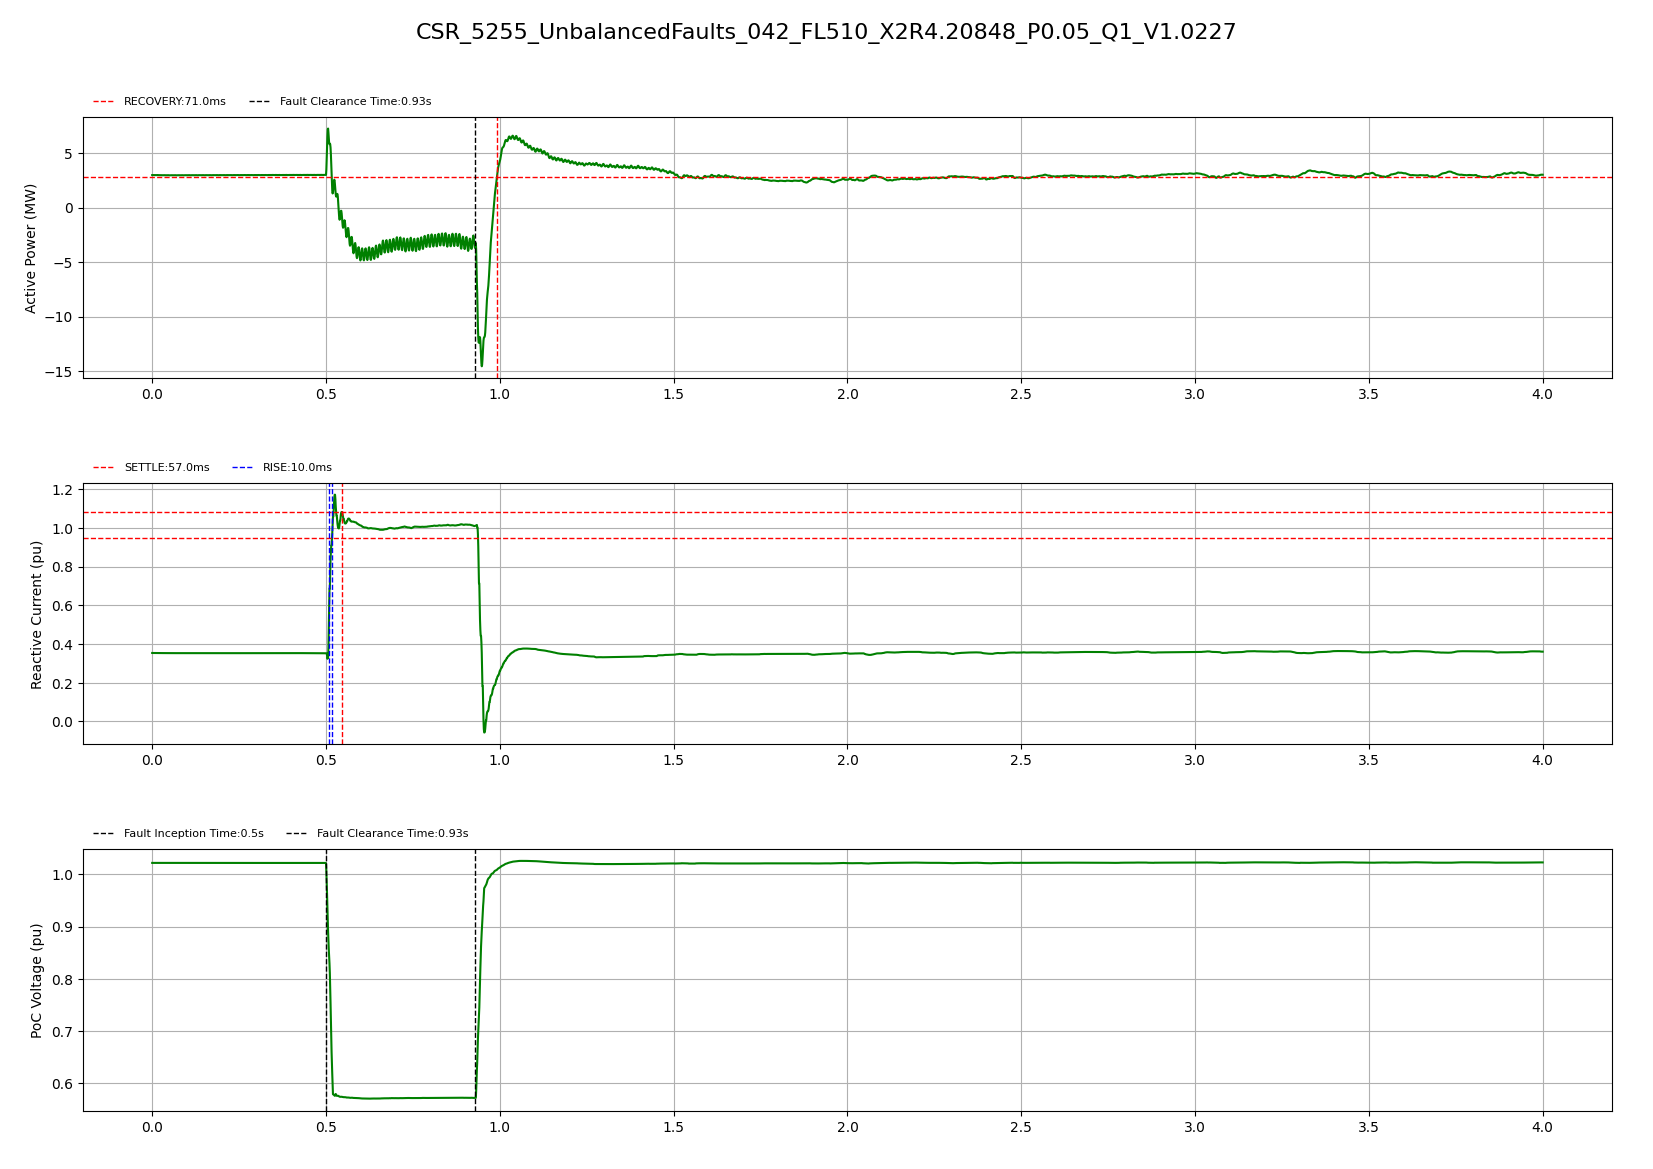 CSR_5255_UnbalancedFaults_042_FL510_X2R4.20848_P0.05_Q1_V1.0227
RECOVERY:71.0ms Fault Clearance Time:0.93s
Active Power (MW)
5
0
−5
−10
−15
0.0 0.5 1.0 1.5 2.0 2.5 3.0 3.5 4.0
SETTLE:57.0ms RISE:10.0ms
Reactive Current (pu)
1.2
1.0
0.8
0.6
0.4
0.2
0.0
0.0 0.5 1.0 1.5 2.0 2.5 3.0 3.5 4.0
Fault Inception Time:0.5s Fault Clearance Time:0.93s
PoC Voltage (pu)
1.0
0.9
0.8
0.7
0.6
0.0 0.5 1.0 1.5 2.0 2.5 3.0 3.5 4.0